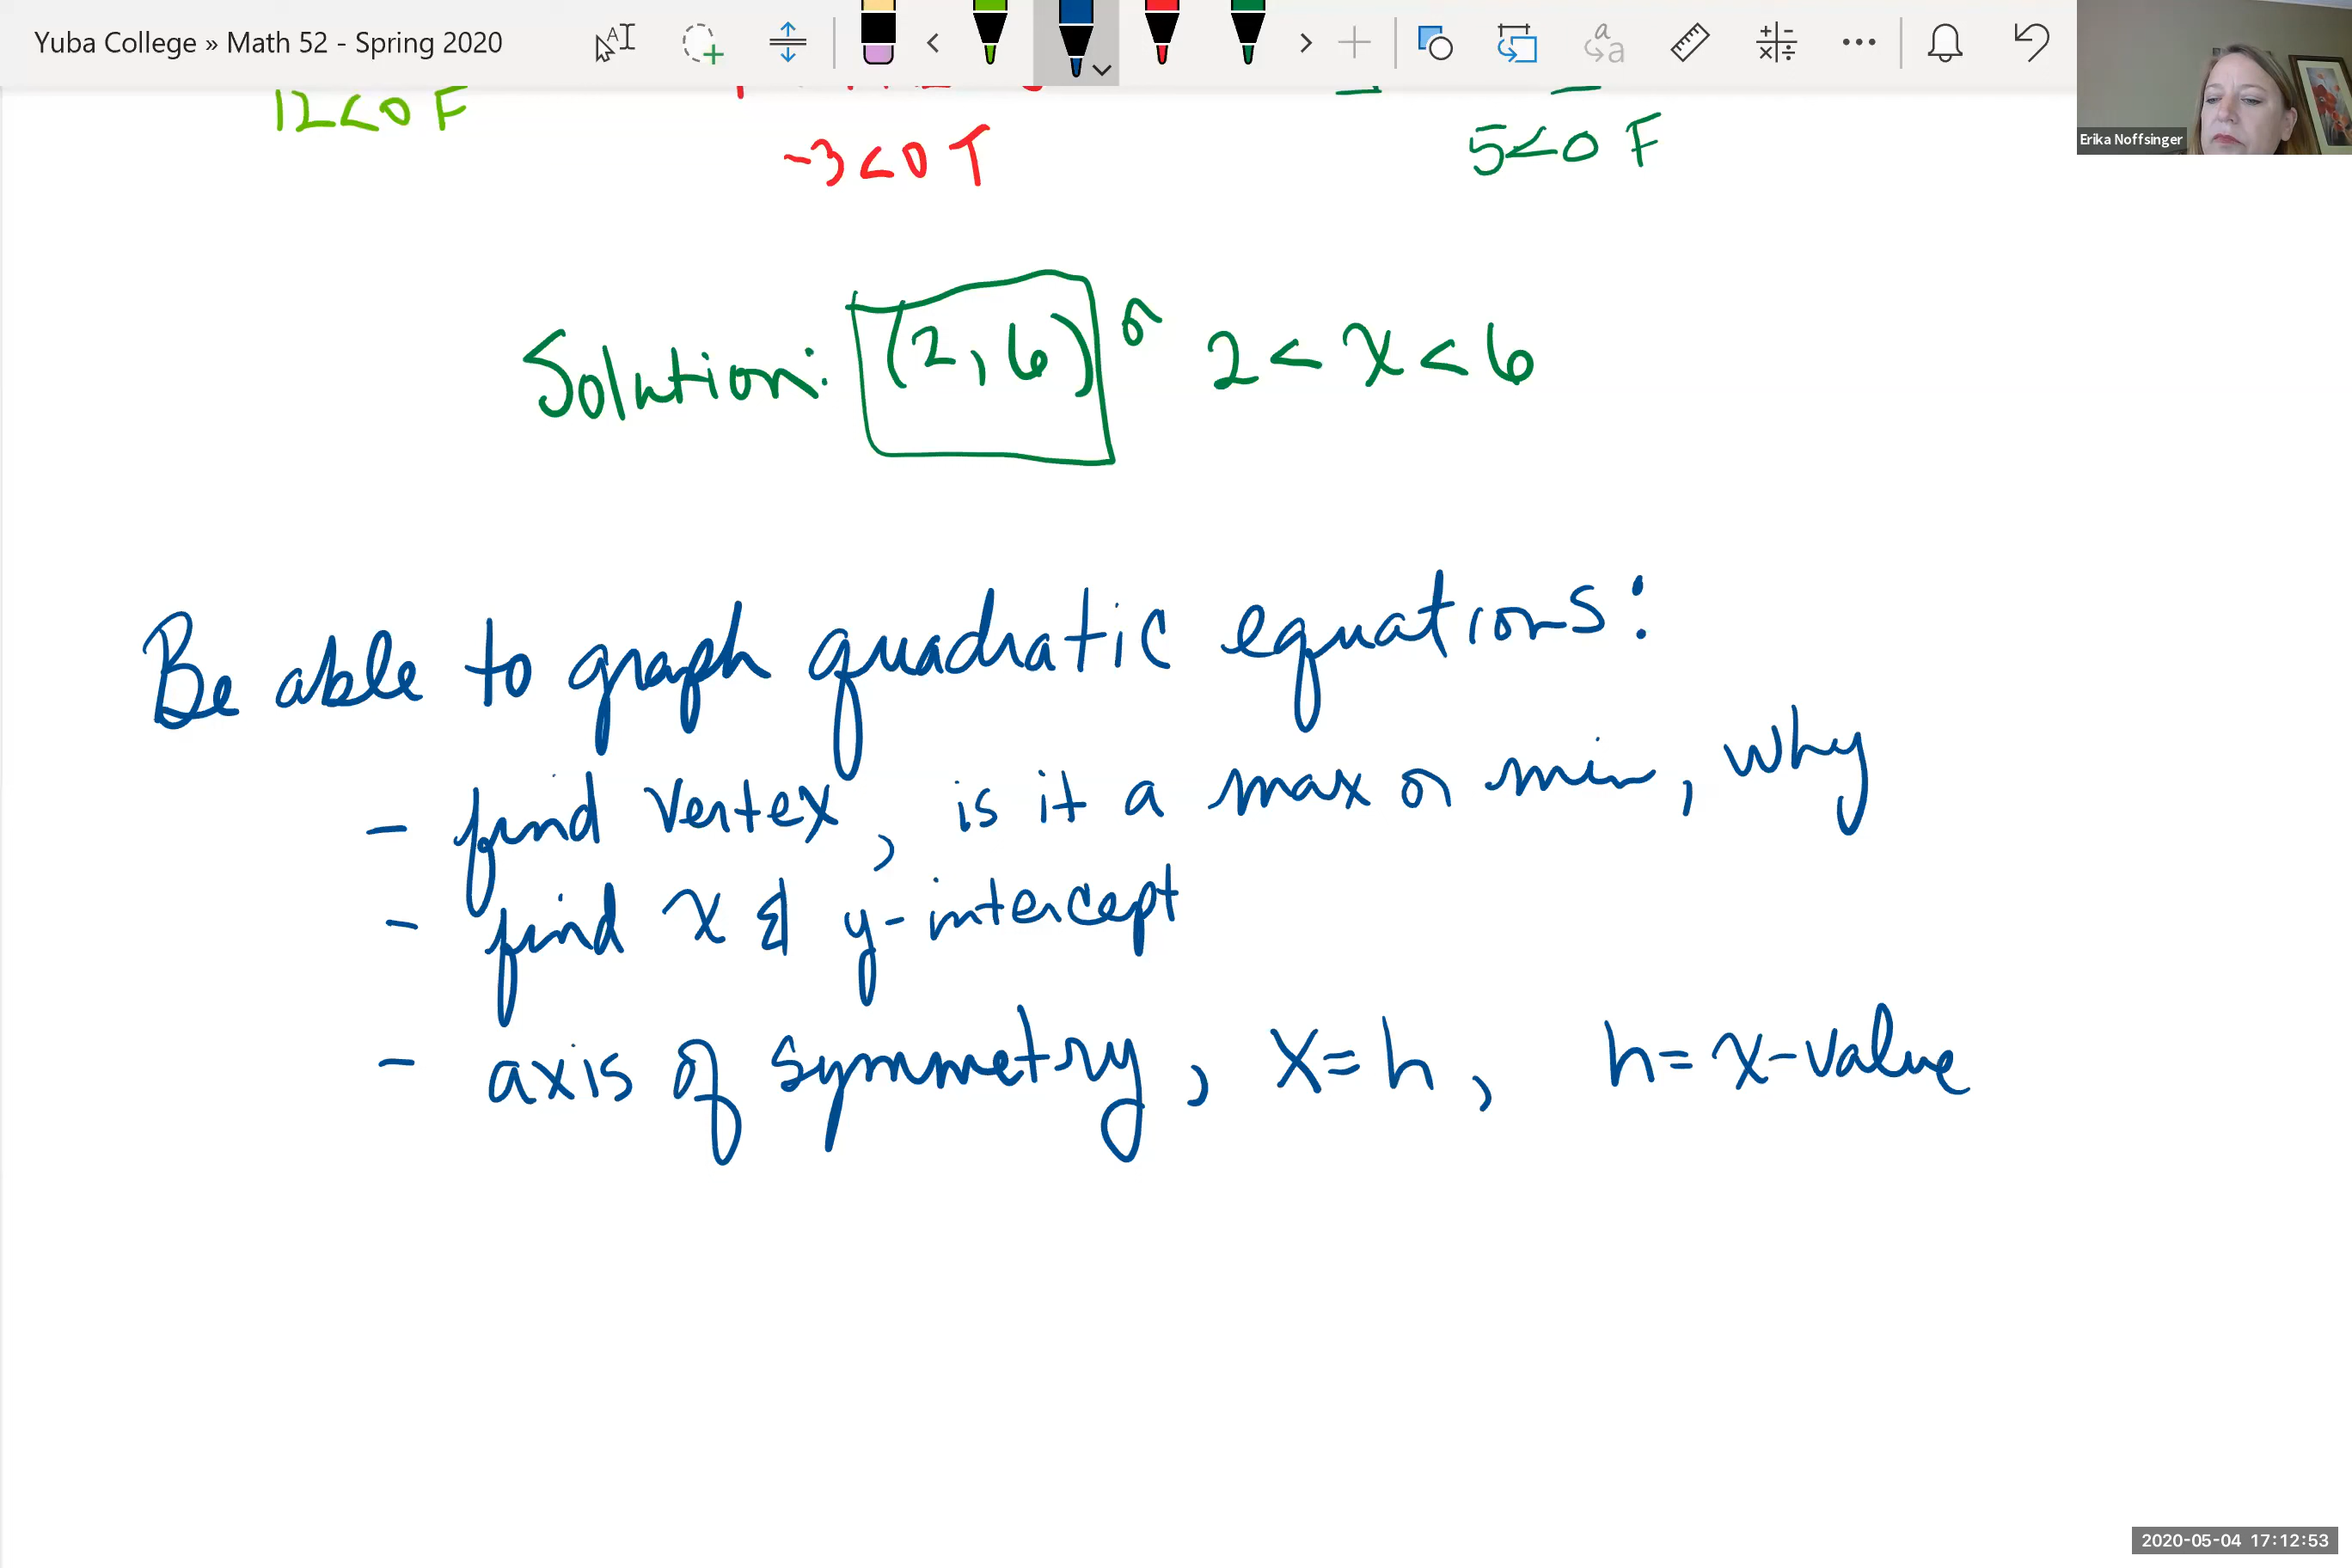 Yuba College » Math 52 - Spring 2020
Erika Noffsinger
12<0 F
-3<0 T
5<0 F
Solution: (2,6) or 2 < x < 6
Be able to graph quadratic equations:
- find vertex, is it a max or min, why
- find x & y-intercept
- axis of symmetry, x=h, h=x-value
2020-05-04 17:12:53